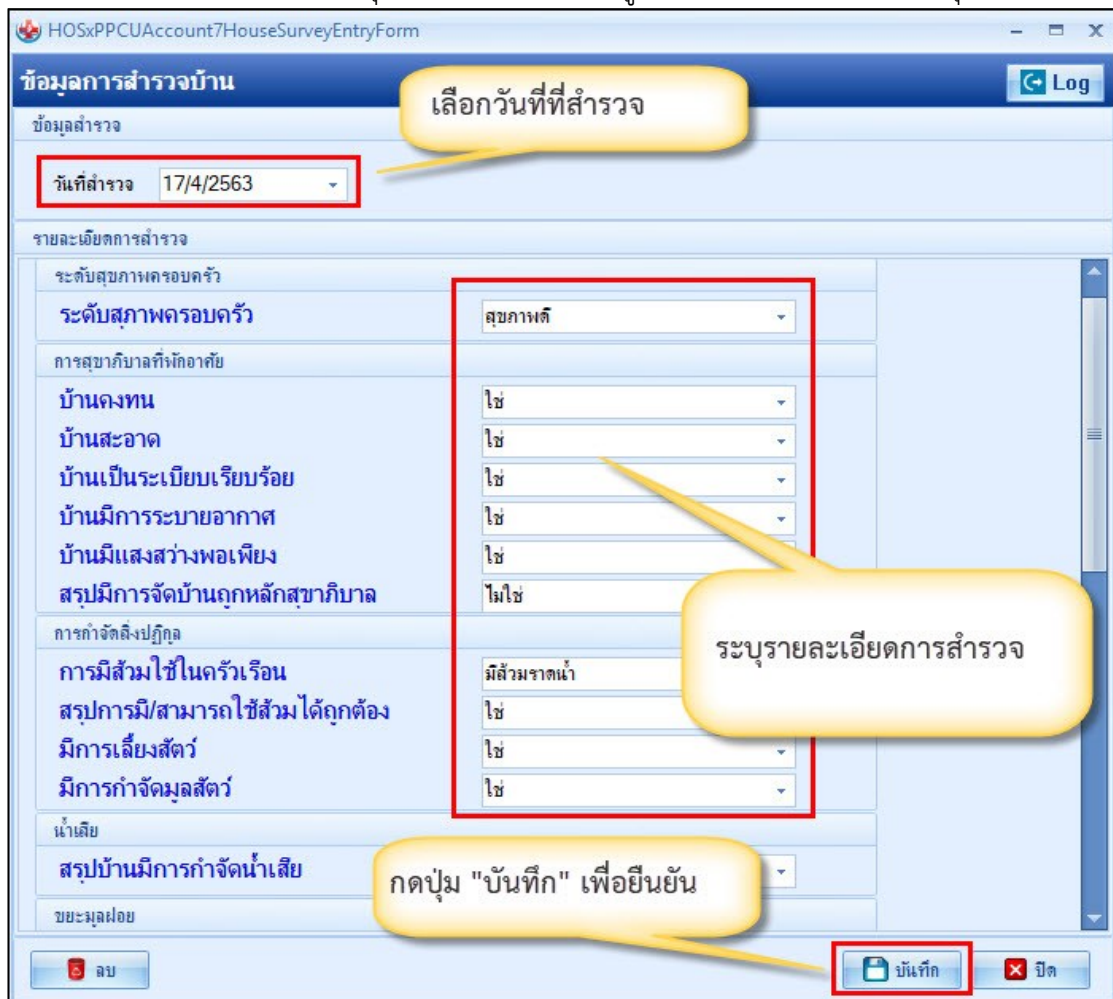 HOSxPPCUAccount7HouseSurveyEntryForm
ข้อมูลการสำรวจบ้าน
Log
เลือกวันที่ที่สำรวจ
ข้อมูลสำรวจ
วันที่สำรวจ 17/4/2563
รายละเอียดการสำรวจ
ระดับสุขภาพครอบครัว
ระดับสุภาพครอบครัว สุขภาพดี
การสุขาภิบาลที่พักอาศัย
บ้านคงทน ใช่
บ้านสะอาด ใช่
บ้านเป็นระเบียบเรียบร้อย ใช่
บ้านมีการระบายอากาศ ใช่
บ้านมีแสงสว่างพอเพียง ใช่
สรุปมีการจัดบ้านถูกหลักสุขาภิบาล ไม่ใช่
ระบุรายละเอียดการสำรวจ
การกำจัดสิ่งปฏิกูล
การมีส้วมใช้ในครัวเรือน มีส้วมราดน้ำ
สรุปการมี/สามารถใช้ส้วมได้ถูกต้อง ใช่
มีการเลี้ยงสัตว์ ใช่
มีการกำจัดมูลสัตว์ ใช่
น้ำเสีย
สรุปบ้านมีการกำจัดน้ำเสีย
กดปุ่ม "บันทึก" เพื่อยืนยัน
ขยะมูลฝอย
ลบ
บันทึก
ปิด